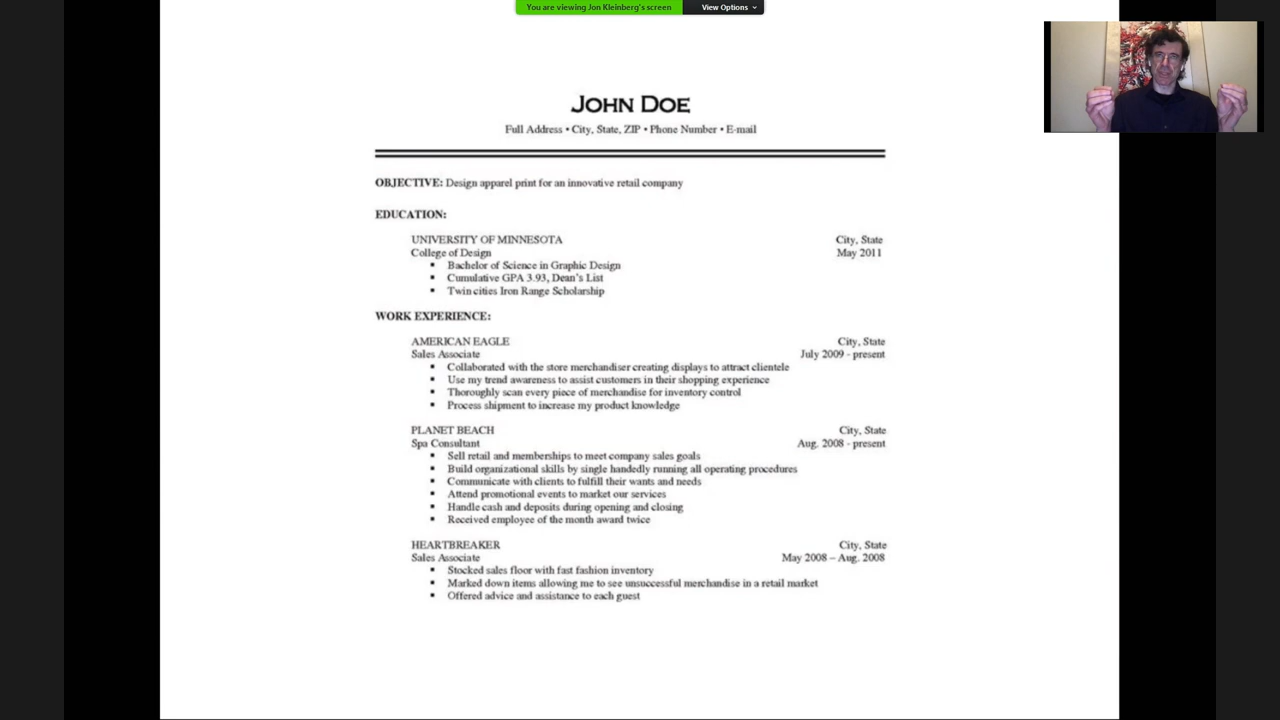 You are viewing Jon Kleinberg's screen View Options
JOHN DOE
Full Address • City, State, ZIP • Phone Number • E-mail
OBJECTIVE: Design apparel print for an innovative retail company
EDUCATION:
UNIVERSITY OF MINNESOTA City, State
College of Design May 2011
▪ Bachelor of Science in Graphic Design
▪ Cumulative GPA 3.93, Dean's List
▪ Twin cities Iron Range Scholarship
WORK EXPERIENCE:
AMERICAN EAGLE City, State
Sales Associate July 2009 - present
▪ Collaborated with the store merchandiser creating displays to attract clientele
▪ Use my trend awareness to assist customers in their shopping experience
▪ Thoroughly scan every piece of merchandise for inventory control
▪ Process shipment to increase my product knowledge
PLANET BEACH City, State
Spa Consultant Aug. 2008 - present
▪ Sell retail and memberships to meet company sales goals
▪ Build organizational skills by single handedly running all operating procedures
▪ Communicate with clients to fulfill their wants and needs
▪ Attend promotional events to market our services
▪ Handle cash and deposits during opening and closing
▪ Received employee of the month award twice
HEARTBREAKER City, State
Sales Associate May 2008 – Aug. 2008
▪ Stocked sales floor with fast fashion inventory
▪ Marked down items allowing me to see unsuccessful merchandise in a retail market
▪ Offered advice and assistance to each guest